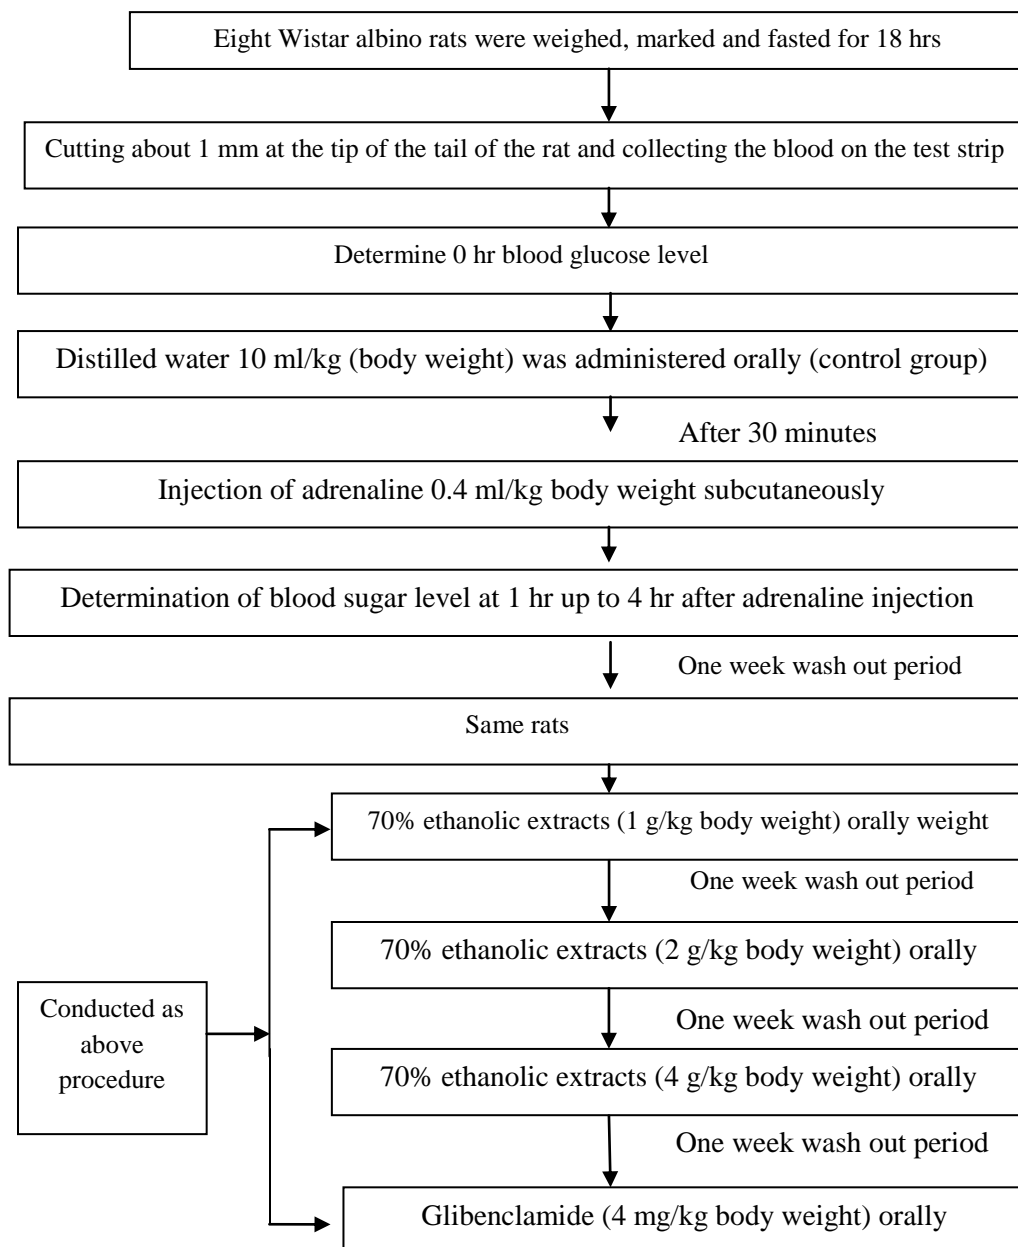 Eight Wistar albino rats were weighed, marked and fasted for 18 hrs
Cutting about 1 mm at the tip of the tail of the rat and collecting the blood on the test strip
Determine 0 hr blood glucose level
Distilled water 10 ml/kg (body weight) was administered orally (control group)
After 30 minutes
Injection of adrenaline 0.4 ml/kg body weight subcutaneously
Determination of blood sugar level at 1 hr up to 4 hr after adrenaline injection
One week wash out period
Same rats
70% ethanolic extracts (1 g/kg body weight) orally weight
One week wash out period
70% ethanolic extracts (2 g/kg body weight) orally
Conducted as
above
procedure
One week wash out period
70% ethanolic extracts (4 g/kg body weight) orally
One week wash out period
Glibenclamide (4 mg/kg body weight) orally